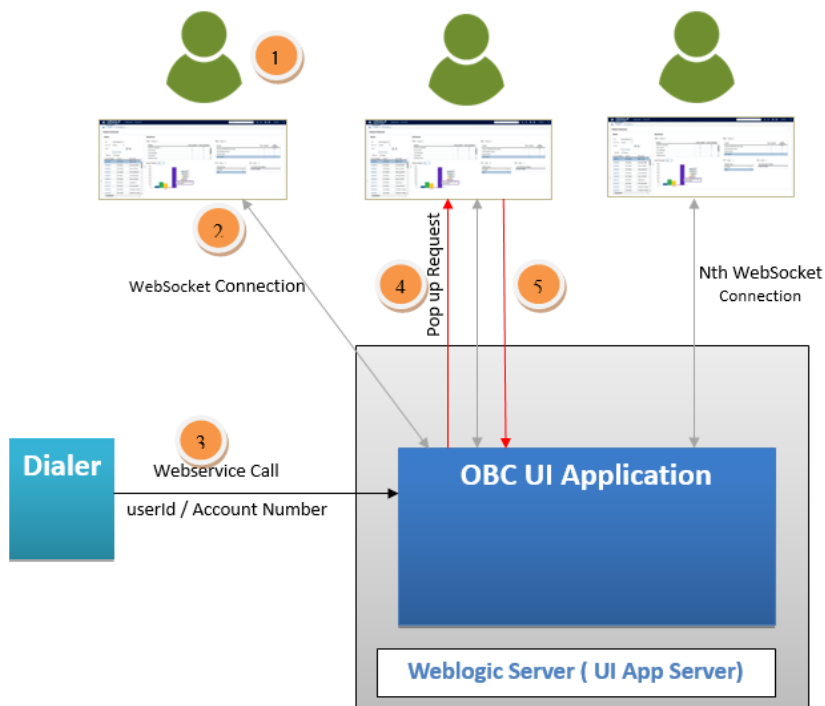 1
2
WebSocket Connection
4
Pop up Request
5
Nth WebSocket
Connection
3
Dialer
Webservice Call
userId / Account Number
OBC UI Application
Weblogic Server ( UI App Server)